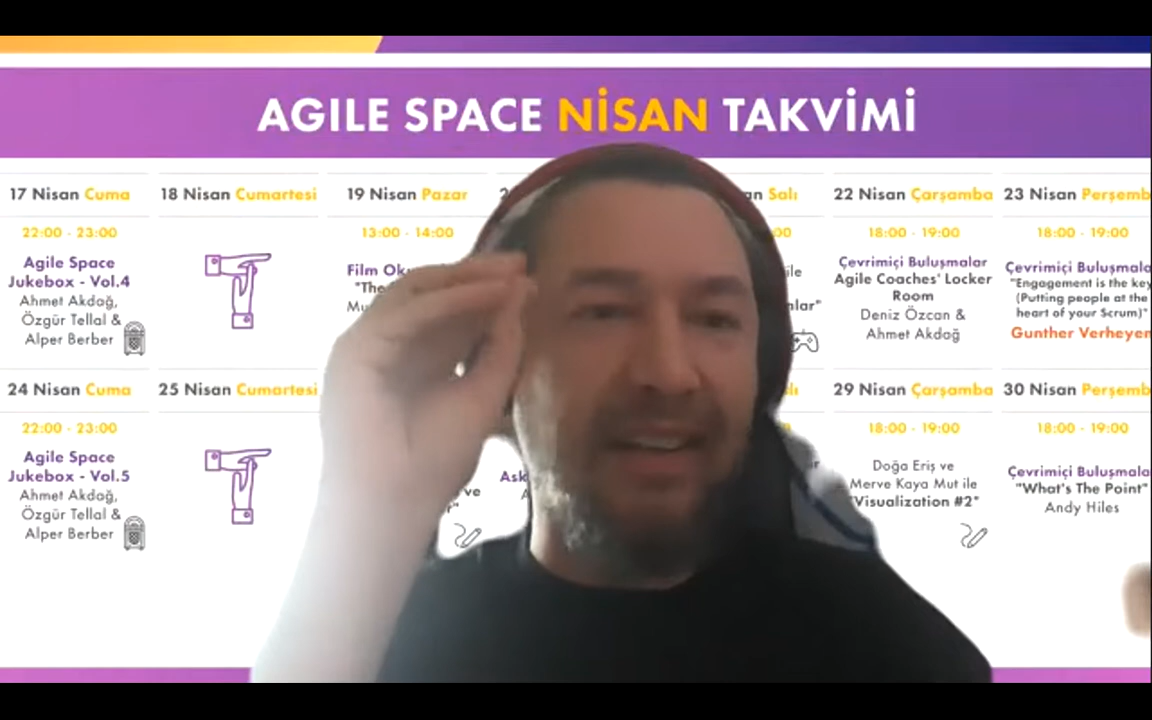 AGILE SPACE NİSAN TAKVİMİ
17 Nisan Cuma
22:00 - 23:00
Agile Space
Jukebox - Vol.4
Ahmet Akdağ,
Özgür Tellal &
Alper Berber
18 Nisan Cumartesi
19 Nisan Pazar
13:00 - 14:00
Film
"The
Salı
22 Nisan Çarşamba
18:00 - 19:00
Çevrimiçi Buluşmalar
Agile Coaches' Locker
Room
Deniz Özcan &
Ahmet Akdağ
23 Nisan Perşemb
18:00 - 19:00
Çevrimiçi Buluşmala
"Engagement is the key
(Putting people at the
heart of your Scrum)"
Gunther Verheyen
24 Nisan Cuma
22:00 - 23:00
Agile Space
Jukebox - Vol.5
Ahmet Akdağ,
Özgür Tellal &
Alper Berber
25 Nisan Cumartesi
29 Nisan Çarşamba
18:00 - 19:00
Doğa Eriş ve
Merve Kaya Mut ile
"Visualization #2"
30 Nisan Perşemb
18:00 - 19:00
Çevrimiçi Buluşmala
"What's The Point"
Andy Hiles